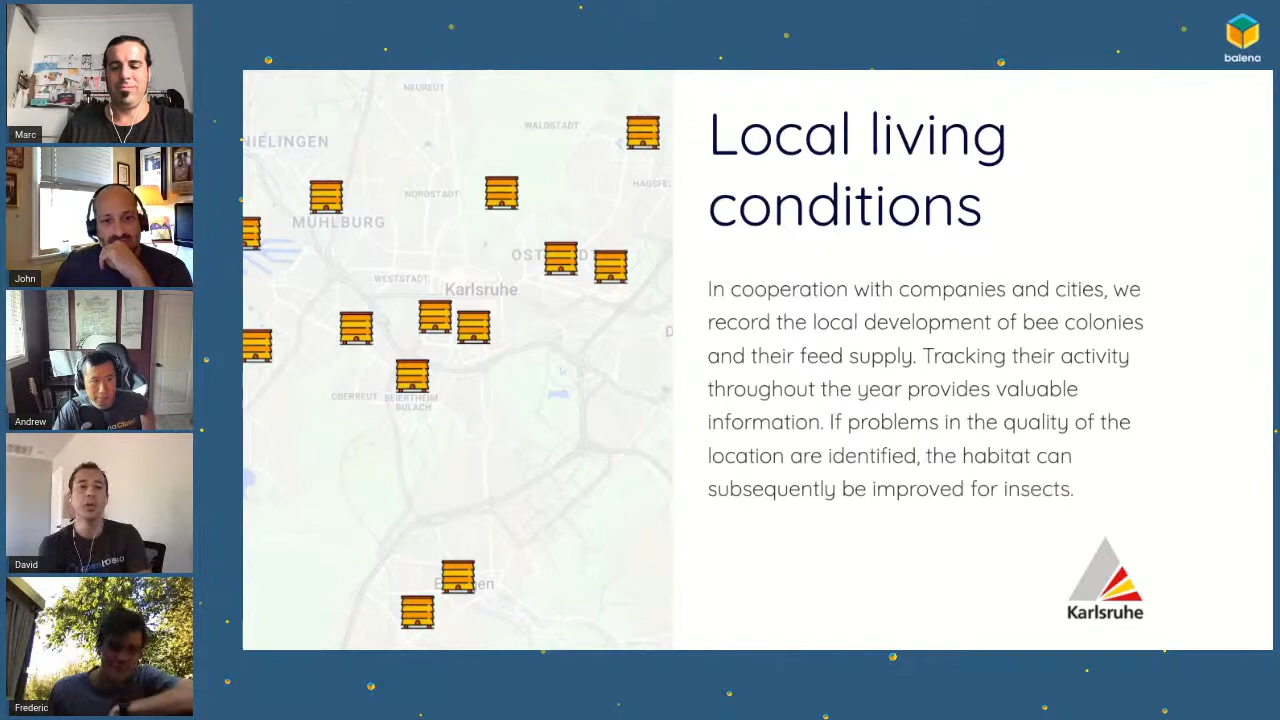 Marc
John
Andrew
David
Frederic
balena
NEUREUT
WALDSTADT
NIELINGEN
HAGSFEL
NORDSTADT
MÜHLBURG
OST
D
WESTSTADT
Karlsruhe
D
OBERREUT
BEIERTHEIM
BULACH
E
en
Local living
conditions
In cooperation with companies and cities, we
record the local development of bee colonies
and their feed supply. Tracking their activity
throughout the year provides valuable
information. If problems in the quality of the
location are identified, the habitat can
subsequently be improved for insects.
Karlsruhe